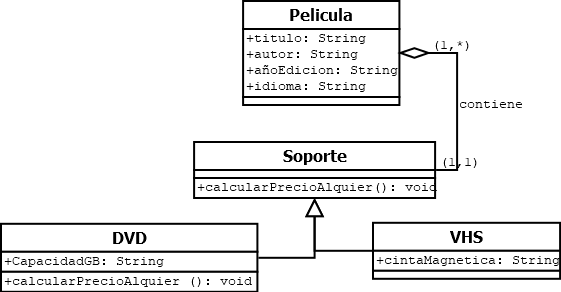 Pelicula
+titulo: String
+autor: String
+añoEdicion: String
+idioma: String
(1,*)
contiene
Soporte
(1,1)
+calcularPrecioAlquier(): void
DVD
+CapacidadGB: String
+calcularPrecioAlquier (): void
VHS
+cintaMagnetica: String